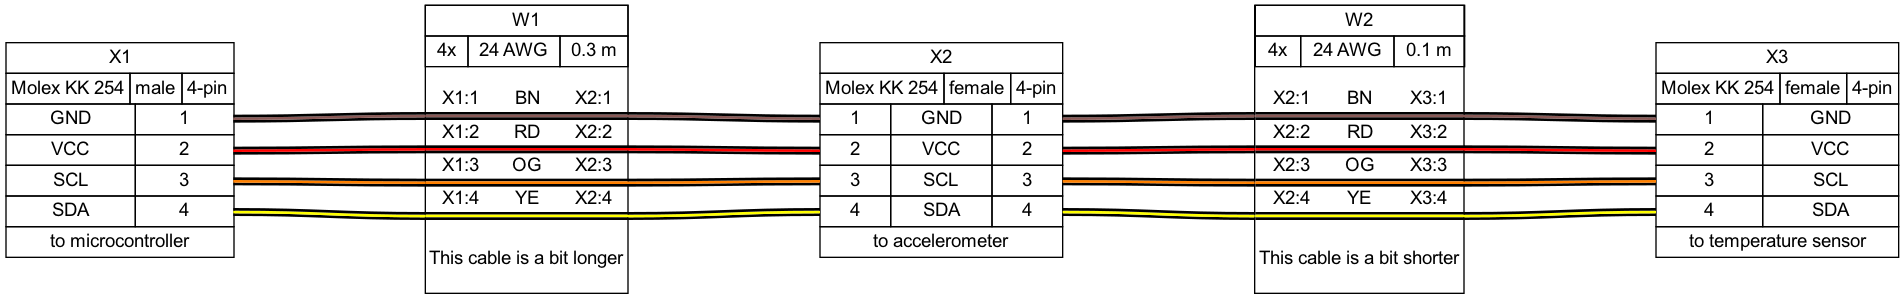 X1
Molex KK 254 male 4-pin
GND 1
VCC 2
SCL 3
SDA 4
to microcontroller
W1
4x 24 AWG 0.3 m
X1:1 BN X2:1
X1:2 RD X2:2
X1:3 OG X2:3
X1:4 YE X2:4
This cable is a bit longer
X2
Molex KK 254 female 4-pin
1 GND 1
2 VCC 2
3 SCL 3
4 SDA 4
to accelerometer
W2
4x 24 AWG 0.1 m
X2:1 BN X3:1
X2:2 RD X3:2
X2:3 OG X3:3
X2:4 YE X3:4
This cable is a bit shorter
X3
Molex KK 254 female 4-pin
1 GND
2 VCC
3 SCL
4 SDA
to temperature sensor